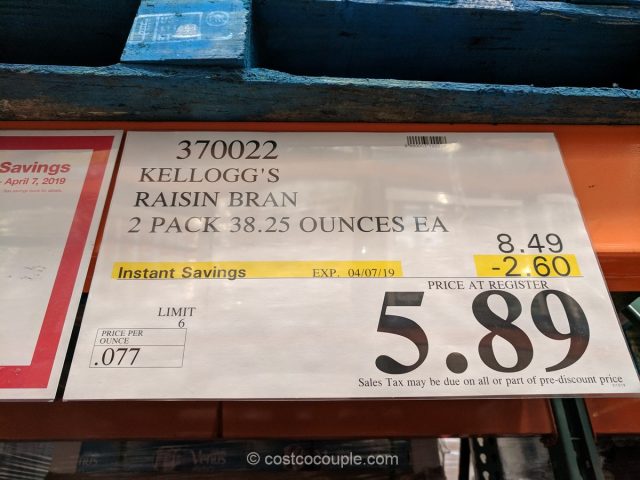 Savings
- April 7, 2019
370022
KELLOGG'S
RAISIN BRAN
2 PACK 38.25 OUNCES EA
8.49
Instant Savings EXP. 04/07/19 -2.60
PRICE AT REGISTER
5.89
LIMIT
6
PRICE PER
OUNCE
.077
Sales Tax may be due on all or part of pre-discount price
© costcocouple.com